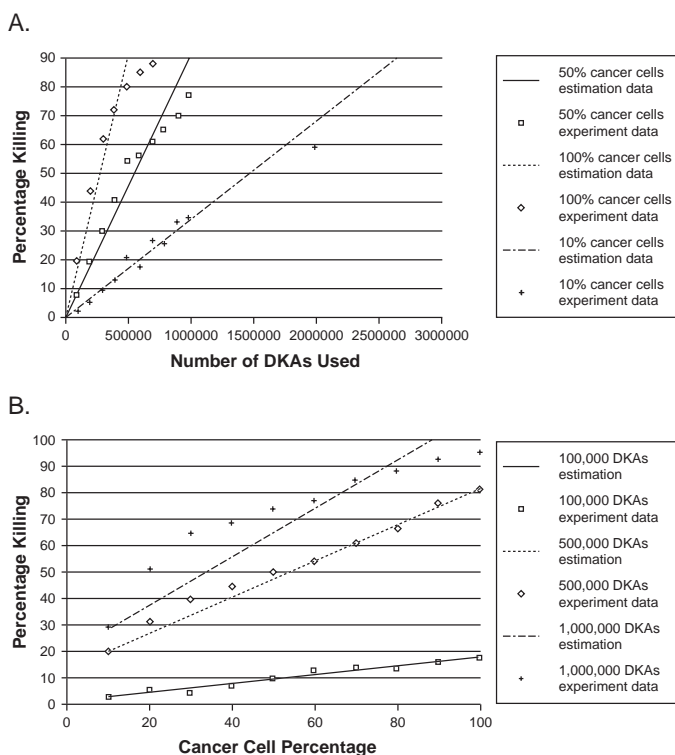 A.
Percentage Killing
90
80
70
60
50
40
30
20
10
0
0 500000 1000000 1500000 2000000 2500000 3000000
Number of DKAs Used
50% cancer cells
estimation data
50% cancer cells
experiment data
100% cancer cells
estimation data
100% cancer cells
experiment data
10% cancer cells
estimation data
10% cancer cells
experiment data
B.
Percentage Killing
100
90
80
70
60
50
40
30
20
10
0
0 20 40 60 80 100
Cancer Cell Percentage
100,000 DKAs
estimation
100,000 DKAs
experiment data
500,000 DKAs
estimation
500,000 DKAs
experiment data
1,000,000 DKAs
estimation
1,000,000 DKAs
experiment data